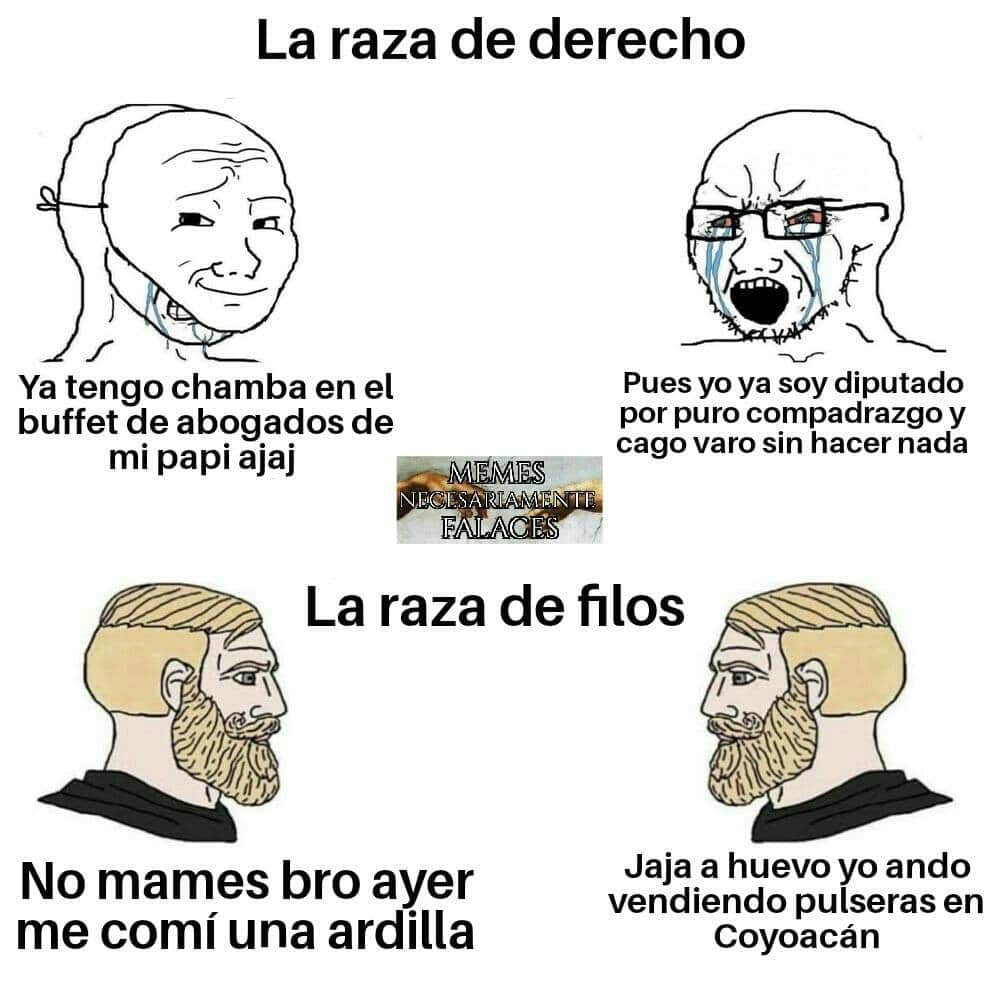 La raza de derecho
Ya tengo chamba en el
buffet de abogados de
mi papi ajaj
Pues yo ya soy diputado
por puro compadrazgo y
cago varo sin hacer nada
MEMES
NECESARIAMENTE
FALACES
La raza de filos
No mames bro ayer
me comí una ardilla
Jaja a huevo yo ando
vendiendo pulseras en
Coyoacán